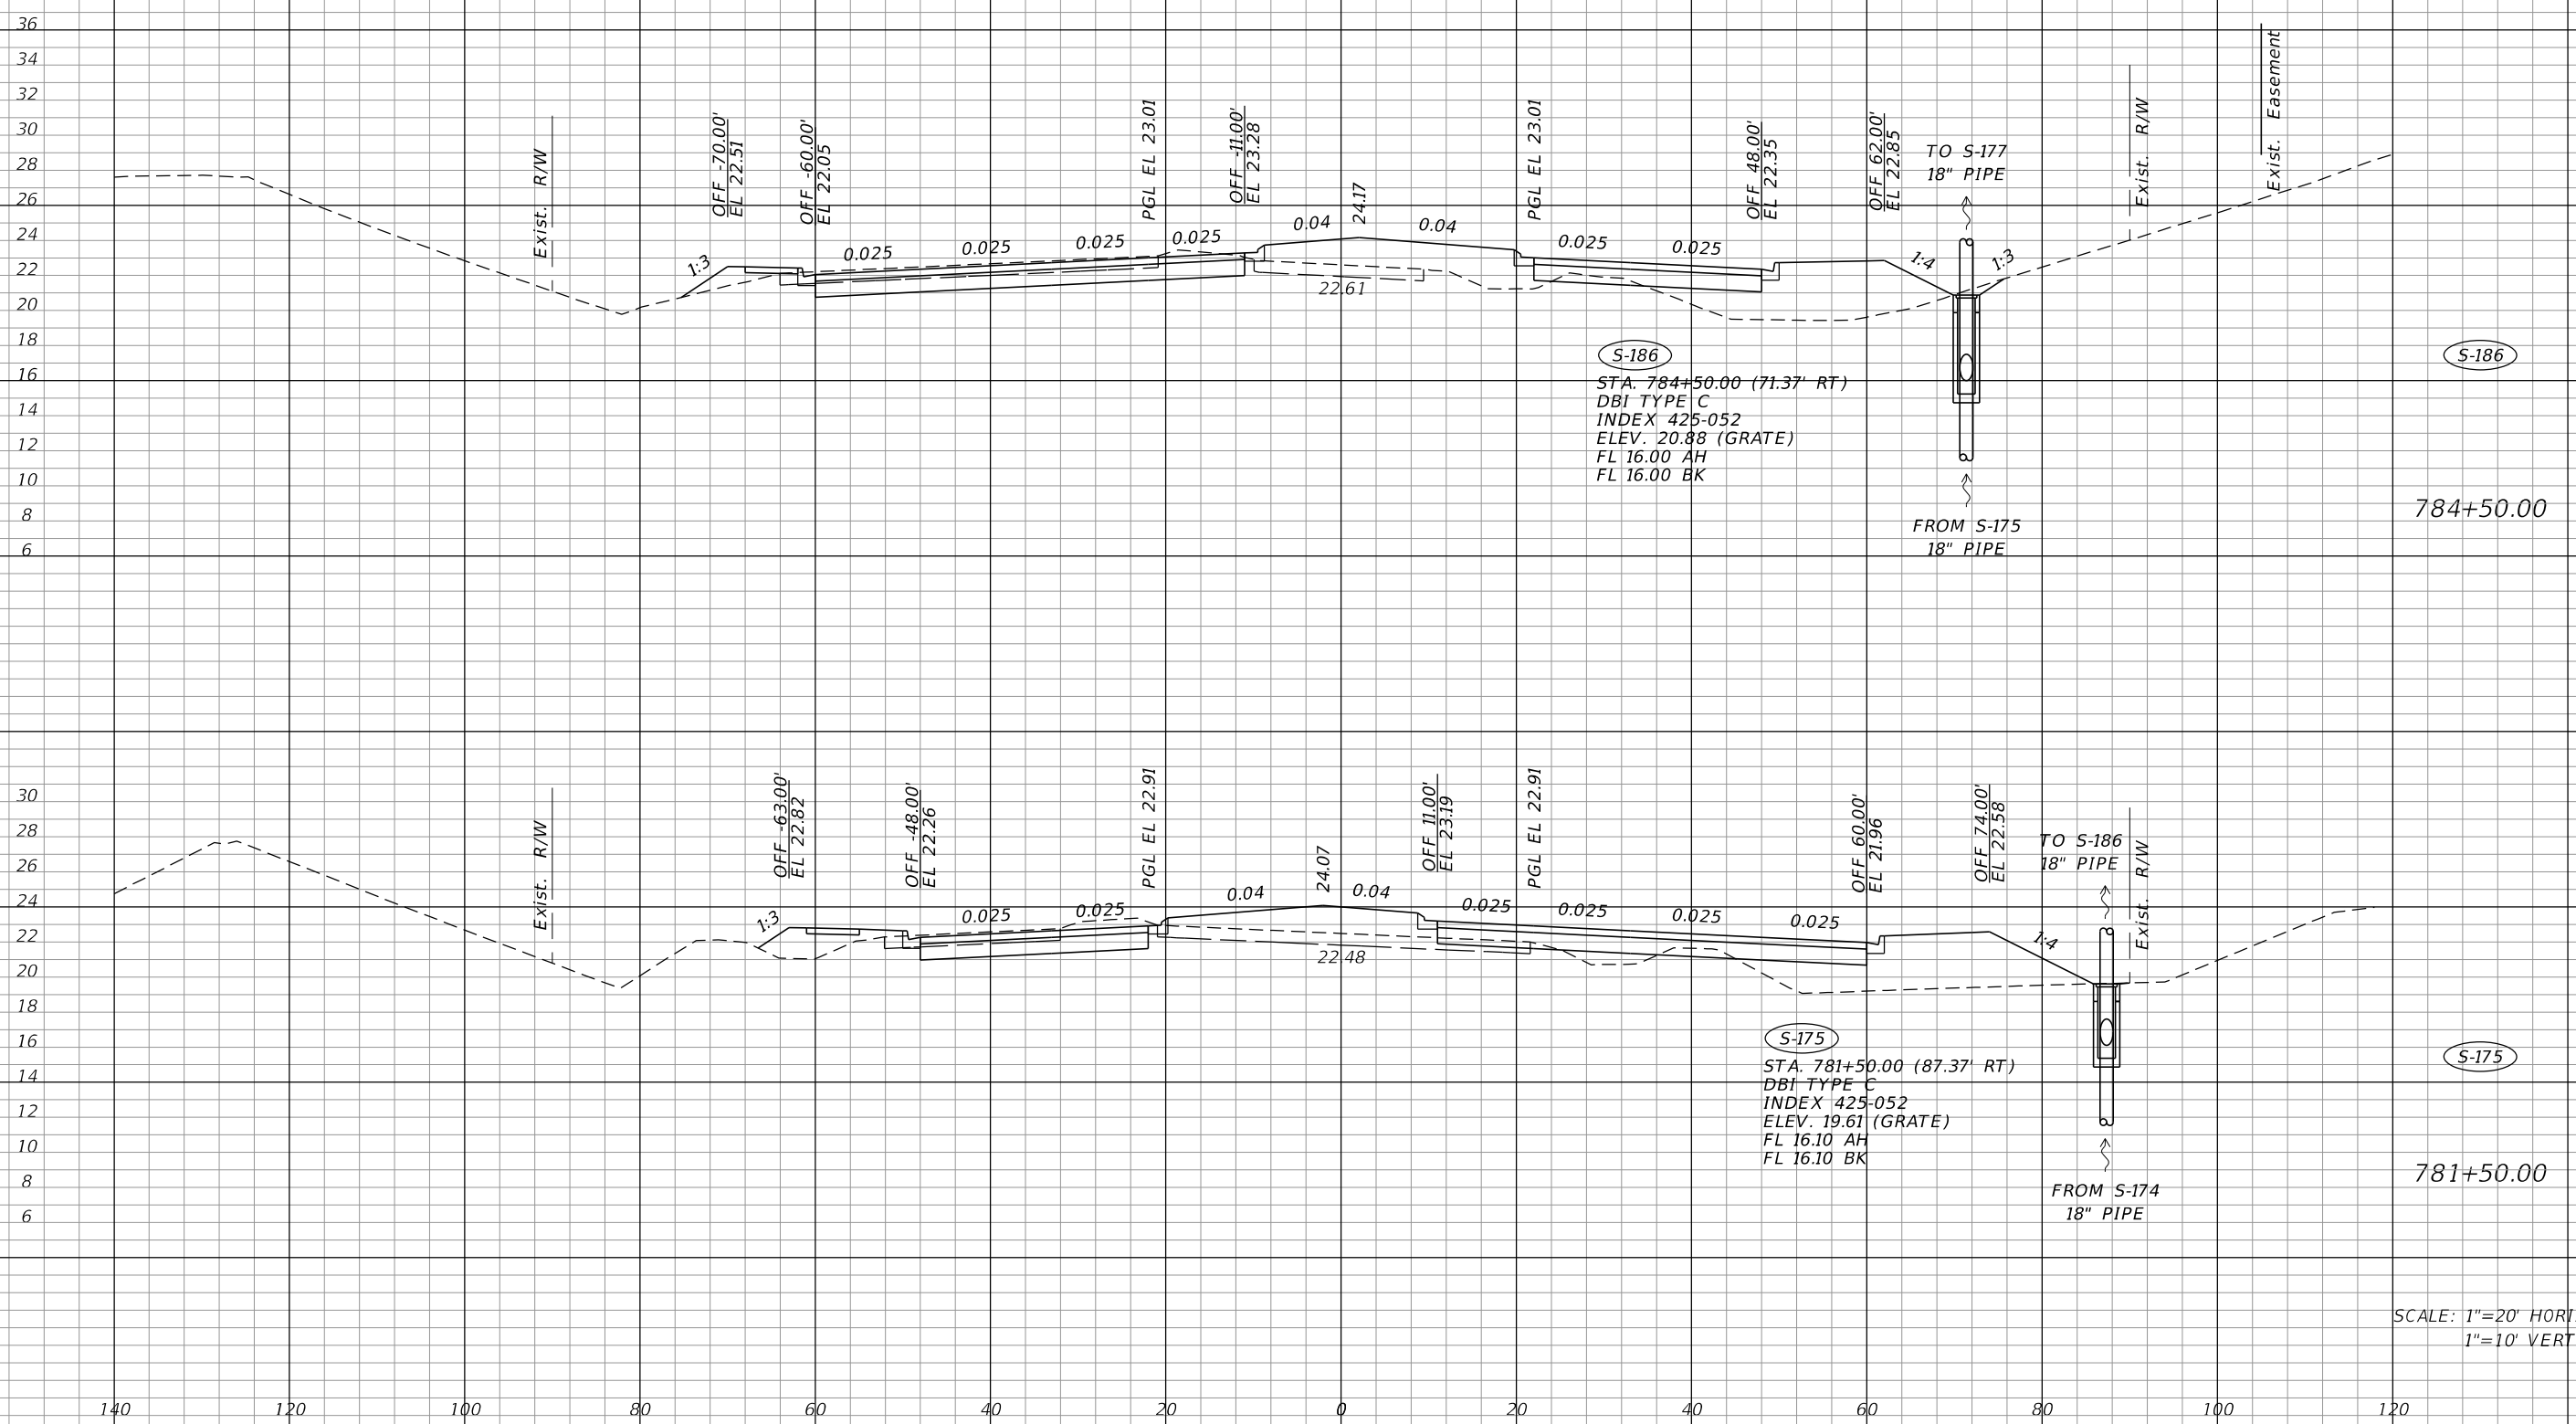 36
34
32
30
28
26
24
22
20
18
16
14
12
10
8
6
Exist. R/W
OFF -70.00'
EL 22.51
OFF -60.00'
EL 22.05
PGL EL 23.01
OFF -11.00'
EL 23.28
24.17
PGL EL 23.01
OFF 48.00'
EL 22.35
OFF 62.00'
EL 22.85
TO S-177
18" PIPE
Exist. R/W
Exist. Easement
1:3
0.025
0.025
0.025
0.025
0.04
0.04
0.025
0.025
1:4
1:3
22.61
S-186
STA. 784+50.00 (71.37' RT)
DBI TYPE C
INDEX 425-052
ELEV. 20.88 (GRATE)
FL 16.00 AH
FL 16.00 BK
FROM S-175
18" PIPE
S-186
784+50.00
30
28
26
24
22
20
18
16
14
12
10
8
6
Exist. R/W
OFF -63.00'
EL 22.82
OFF -48.00'
EL 22.26
PGL EL 22.91
24.07
OFF 11.00'
EL 23.19
PGL EL 22.91
OFF 60.00'
EL 21.96
OFF 74.00'
EL 22.58
TO S-186
18" PIPE
Exist. R/W
1:3
0.025
0.025
0.04
0.04
0.025
0.025
0.025
0.025
1:4
22.48
S-175
STA. 781+50.00 (87.37' RT)
DBI TYPE C
INDEX 425-052
ELEV. 19.61 (GRATE)
FL 16.10 AH
FL 16.10 BK
FROM S-174
18" PIPE
S-175
781+50.00
SCALE: 1"=20' HORI
1"=10' VERT
140 120 100 80 60 40 20 0 20 40 60 80 100 120